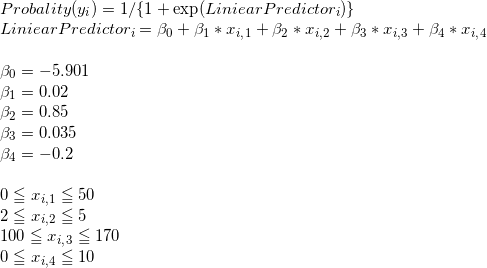 Probality(y_i) = 1/{1 + exp(LiniearPredictor_i)}
LiniearPredictor_i = β_0 + β_1 * x_{i,1} + β_2 * x_{i,2} + β_3 * x_{i,3} + β_4 * x_{i,4}
β_0 = −5.901
β_1 = 0.02
β_2 = 0.85
β_3 = 0.035
β_4 = −0.2
0 ≦ x_{i,1} ≦ 50
2 ≦ x_{i,2} ≦ 5
100 ≦ x_{i,3} ≦ 170
0 ≦ x_{i,4} ≦ 10